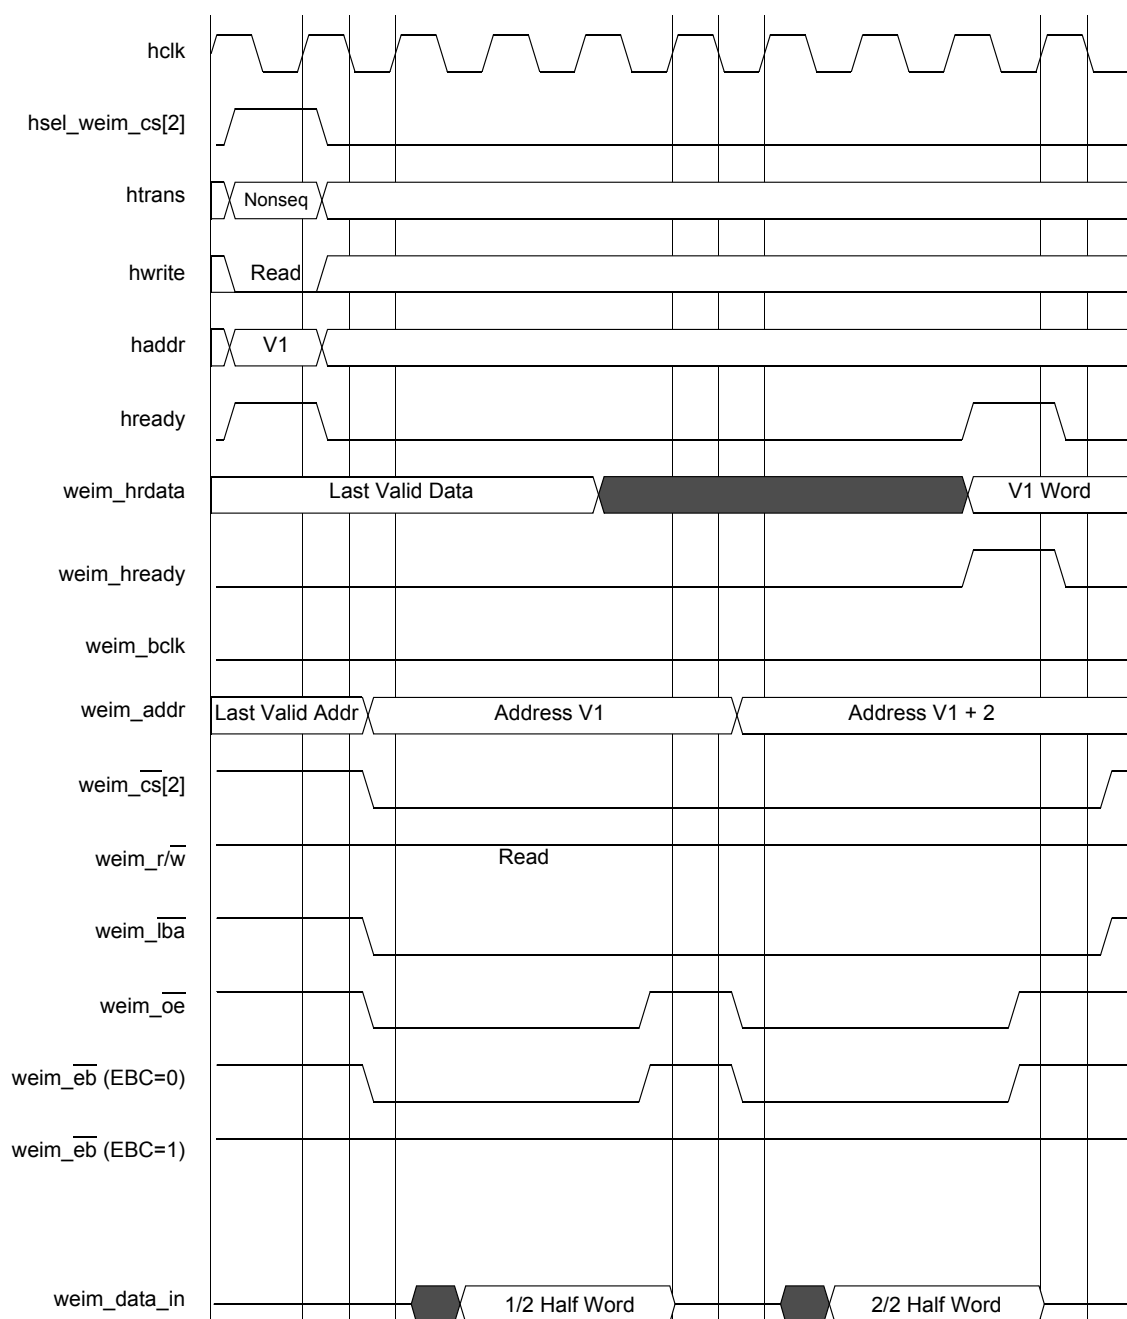 hclk
hsel_weim_cs[2]
htrans Nonseq
hwrite Read
haddr V1
hready
weim_hrdata Last Valid Data V1 Word
weim_hready
weim_bclk
weim_addr Last Valid Addr Address V1 Address V1 + 2
weim_cs[2]
weim_r/w Read
weim_lba
weim_oe
weim_eb (EBC=0)
weim_eb (EBC=1)
weim_data_in 1/2 Half Word 2/2 Half Word